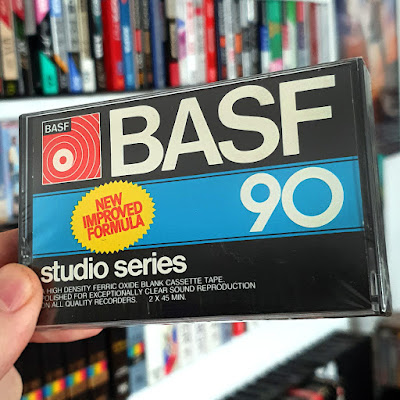 BASF
BASF
90
NEW
IMPROVED
FORMULA
studio series
HIGH DENSITY FERRIC OXIDE BLANK CASSETTE TAPE.
POLISHED FOR EXCEPTIONALLY CLEAR SOUND REPRODUCTION
ON ALL QUALITY RECORDERS. 2 X 45 MIN.